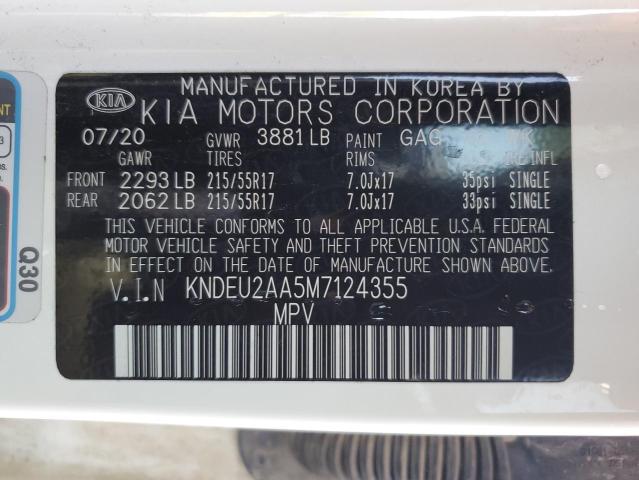 MANUFACTURED IN KOREA BY
KIA KIA MOTORS CORPORATION
07/20 GVWR 3881 LB PAINT GAG
GAWR TIRES INFL
FRONT 2293 LB 215/55R17 7.0Jx17 35psi SINGLE
REAR 2062 LB 215/55R17 7.0Jx17 33psi SINGLE
THIS VEHICLE CONFORMS TO ALL APPLICABLE U.S.A. FEDERAL
MOTOR VEHICLE SAFETY AND THEFT PREVENTION STANDARDS
IN EFFECT ON THE DATE OF MANUFACTURE SHOWN ABOVE.
V.I.N KNDEU2AA5M7124355
MPV
Q30